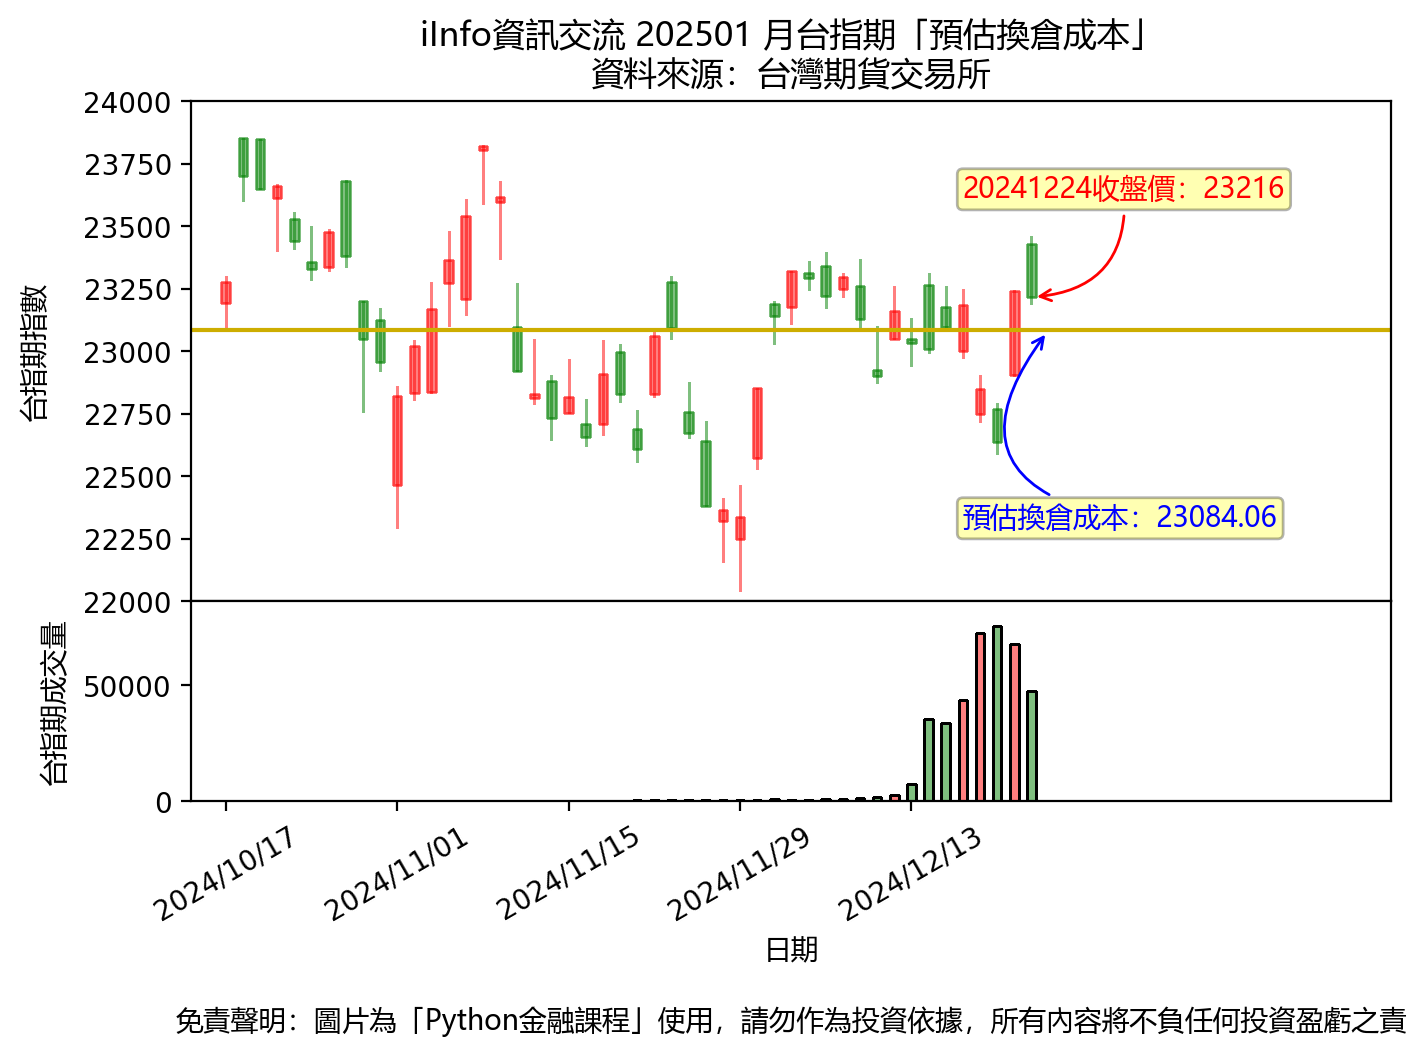 iInfo資訊交流 202501 月台指期「預估換倉成本」
資料來源：台灣期貨交易所
台指期指數
24000
23750
23500
23250
23000
22750
22500
22250
22000
20241224收盤價：23216
預估換倉成本：23084.06
台指期成交量
50000
0
2024/10/17
2024/11/01
2024/11/15
2024/11/29
2024/12/13
日期
免責聲明：圖片為「Python金融課程」使用，請勿作為投資依據，所有內容將不負任何投資盈虧之責